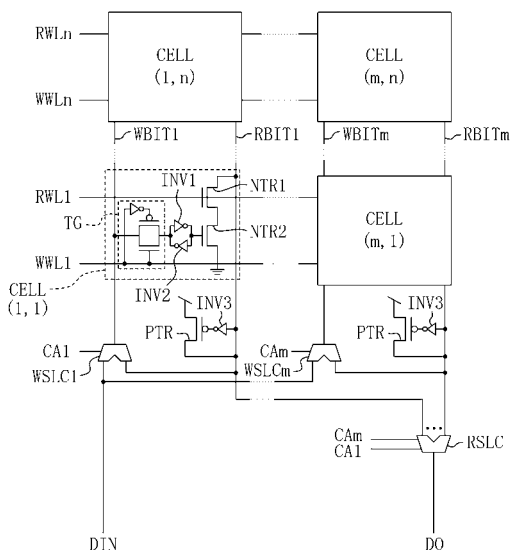 RWLn
CELL
(1,n)
CELL
(m,n)
WWLn
WBIT1
RBIT1
WBITm
RBITm
INV1
RWL1
NTR1
TG
CELL
(m,1)
NTR2
WWL1
INV2
CELL
(1,1)
INV3
INV3
PTR
PTR
CA1
CAm
WSLC1
WSLCm
CAm
RSLC
CA1
DIN
DO